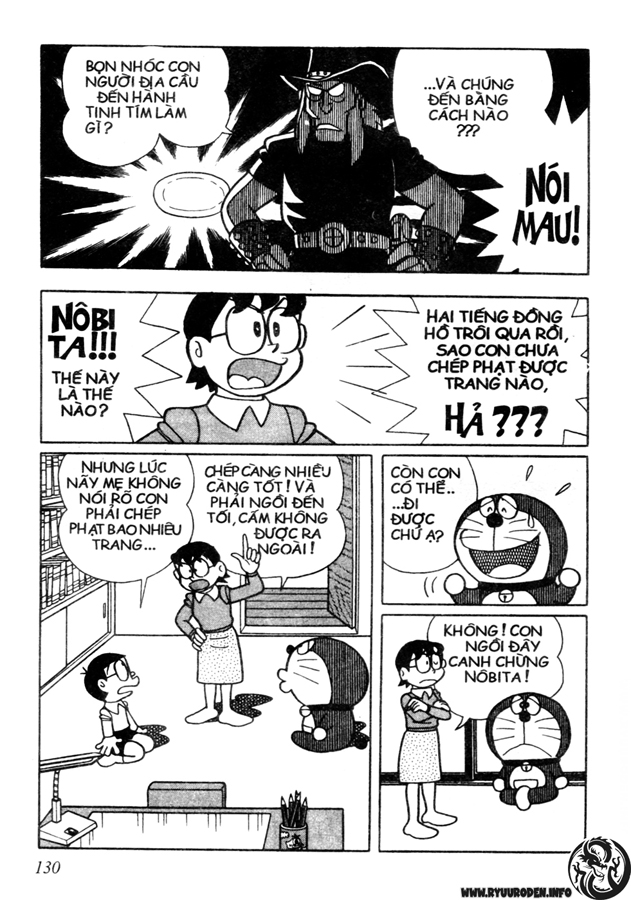 BỌN NHỐC CON
NGƯỜI ĐỊA CẦU
ĐẾN HÀNH
TINH TÍM LÀM
GÌ?
...VÀ CHÚNG
ĐẾN BẰNG
CÁCH NÀO
???
NÓI
MAU!
NÔBI
TA!!!
THẾ NÀY
LÀ THẾ
NÀO?
HAI TIẾNG ĐỒNG
HỒ TRÔI QUA RỒI,
SAO CON CHƯA
CHÉP PHẠT ĐƯỢC
TRANG NÀO,
HẢ ???
NHƯNG LÚC
NÃY MẸ KHÔNG
NÓI RÕ CON
PHẢI CHÉP
PHẠT BAO NHIÊU
TRANG...
CHÉP CÀNG NHIỀU
CÀNG TỐT! VÀ
PHẢI NGỒI ĐẾN
TỐI, CẤM KHÔNG
ĐƯỢC RA
NGOÀI!
CÒN CON
CÓ THỂ..
...ĐI
ĐƯỢC
CHỨ Ạ?
KHÔNG! CON
NGỒI ĐÂY
CANH CHỪNG
NÔBITA!
130
WWW.RYUURODEN.INFO